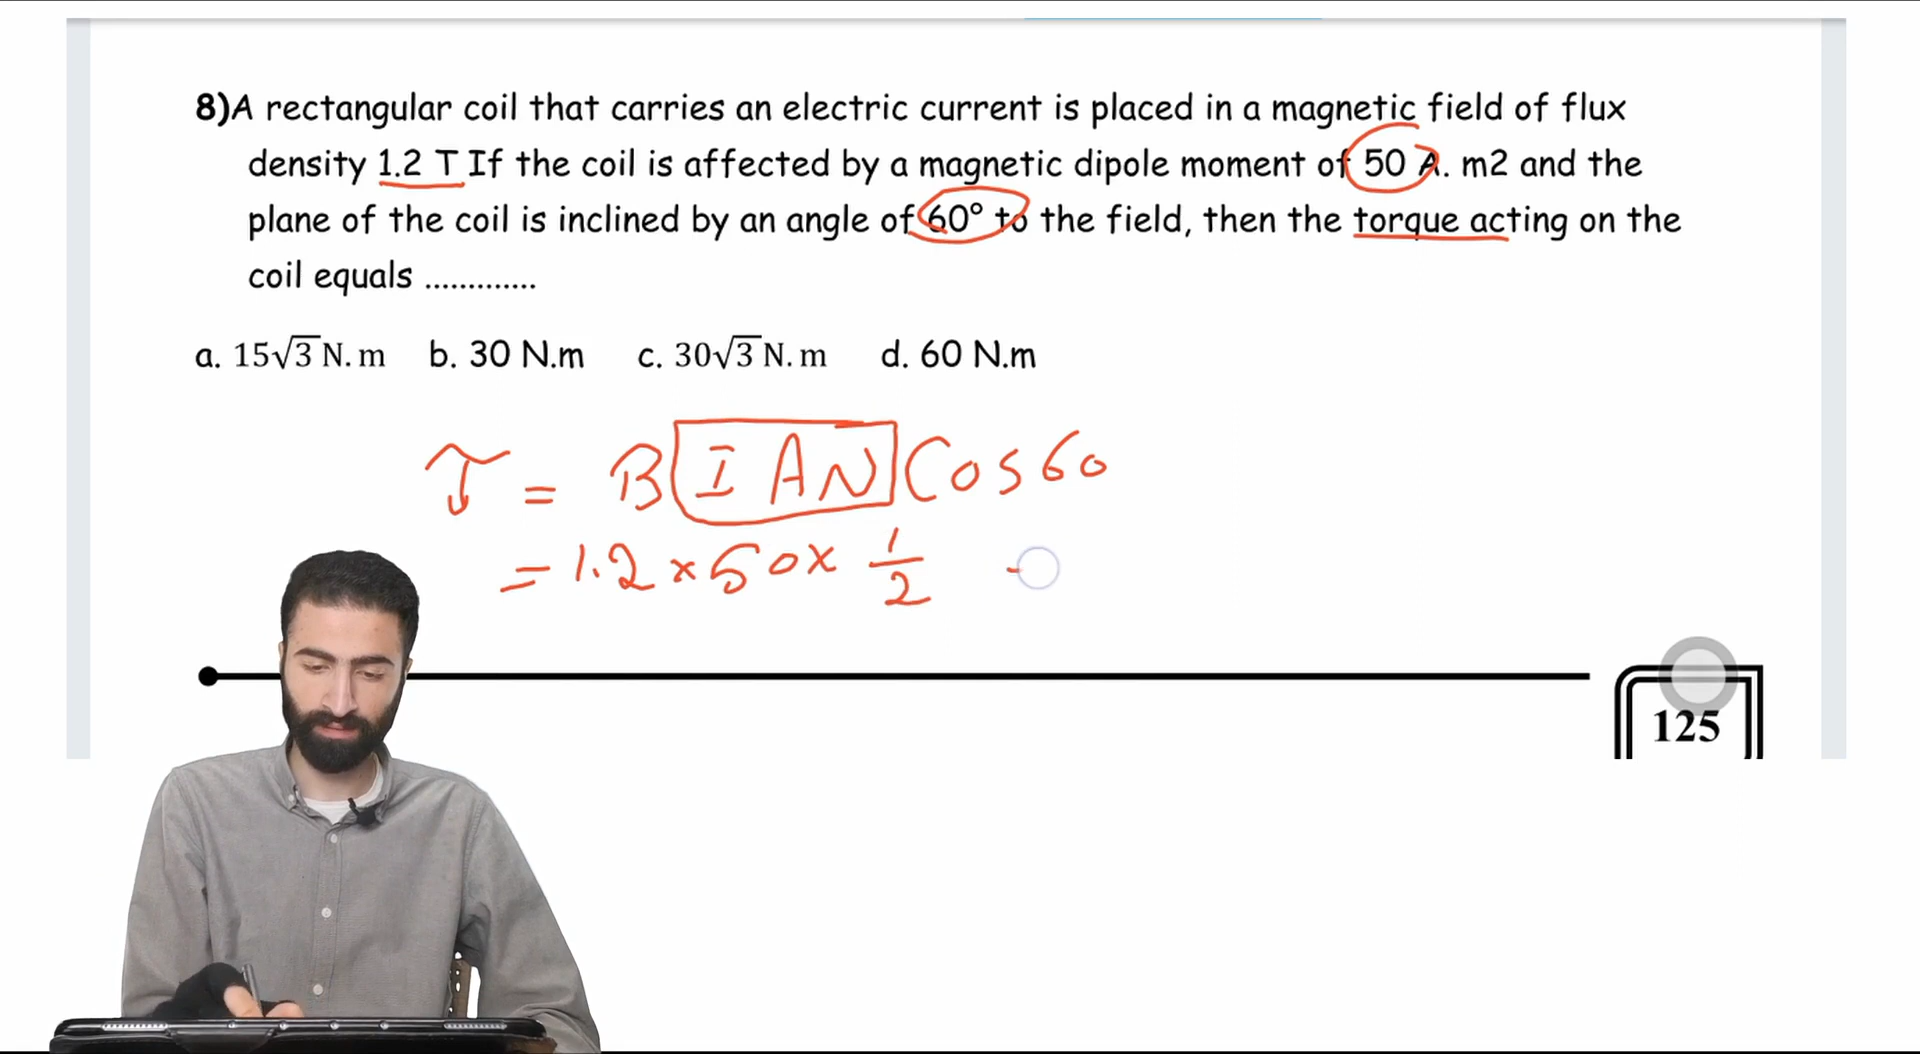 8)A rectangular coil that carries an electric current is placed in a magnetic field of flux
density 1.2 T If the coil is affected by a magnetic dipole moment of 50 A. m2 and the
plane of the coil is inclined by an angle of 60° to the field, then the torque acting on the
coil equals .............
a. 15√3 N. m b. 30 N.m c. 30√3 N. m d. 60 N.m
τ = B I A N Cos 60
= 1.2 × 50 × 1/2
125